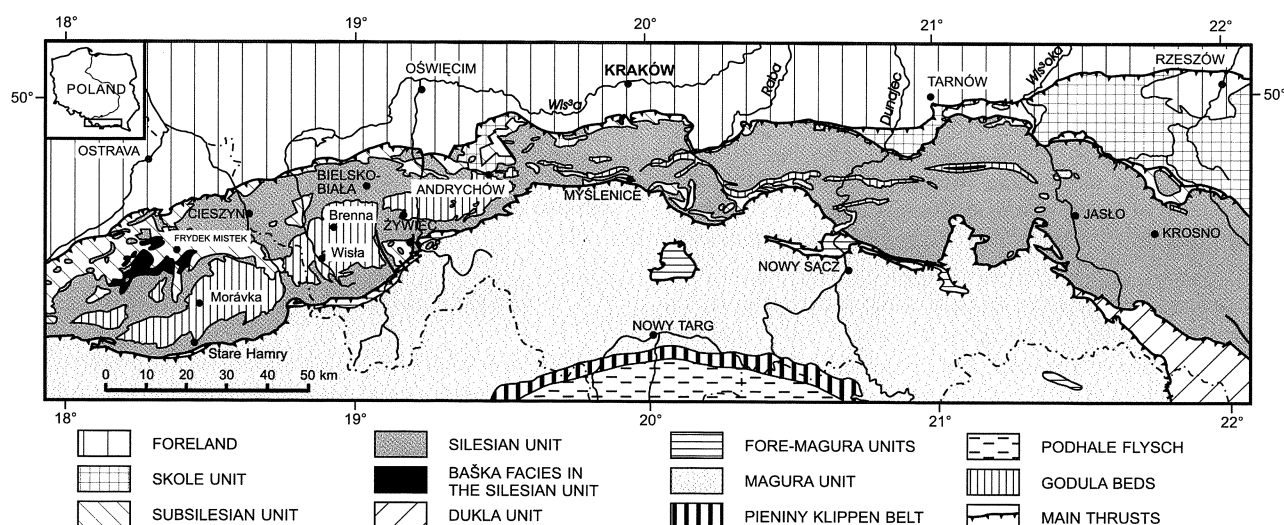 18°
19°
20°
21°
22°
50°
50°
POLAND
OŚWIĘCIM
KRAKÓW
Wis³a
Raba
Dunajec
TARNÓW
Wis³oka
RZESZÓW
OSTRAVA
BIELSKO-
BIAŁA
ANDRYCHÓW
MYŚLENICE
CIESZYN
Brenna
ŻYWIEC
JASŁO
KROSNO
FRYDEK MISTEK
Wisła
NOWY SĄCZ
Morávka
NOWY TARG
Stare Hamry
0 10 20 30 40 50 km
18°
19°
20°
21°
22°
FORELAND
SKOLE UNIT
SUBSILESIAN UNIT
SILESIAN UNIT
BAŠKA FACIES IN
THE SILESIAN UNIT
DUKLA UNIT
FORE-MAGURA UNITS
MAGURA UNIT
PIENINY KLIPPEN BELT
PODHALE FLYSCH
GODULA BEDS
MAIN THRUSTS